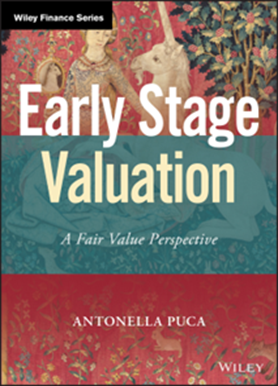 Wiley Finance Series
Early Stage
Valuation
A Fair Value Perspective
ANTONELLA PUCA
WILEY